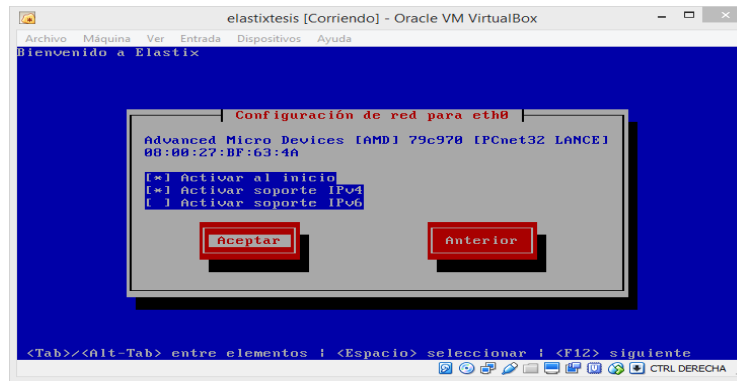 elastixtesis [Corriendo] - Oracle VM VirtualBox
Archivo Máquina Ver Entrada Dispositivos Ayuda
Bienvenido a Elastix
Configuración de red para eth0
Advanced Micro Devices [AMD] 79c970 [PCnet32 LANCE]
08:00:27:BF:63:4A
[*] Activar al inicio
[*] Activar soporte IPv4
[ ] Activar soporte IPv6
Aceptar Anterior
<Tab>/<Alt-Tab> entre elementos | <Espacio> seleccionar | <F12> siguiente
CTRL DERECHA